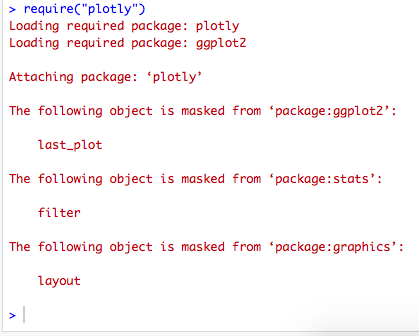 > require("plotly")
Loading required package: plotly
Loading required package: ggplot2
Attaching package: ‘plotly’
The following object is masked from ‘package:ggplot2’:
last_plot
The following object is masked from ‘package:stats’:
filter
The following object is masked from ‘package:graphics’:
layout
>